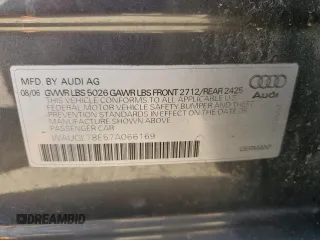 MFD. BY AUDI AG
08/06 GVWR LBS 5026 GAWR LBS FRONT 2712/REAR 2425
THIS VEHICLE CONFORMS TO ALL APPLICABLE FEDERAL
MOTOR VEHICLE SAFETY, BUMPER AND THEFT
PREVENTION STANDARDS IN EFFECT ON THE DATE OF
MANUFACTURE SHOWN ABOVE
PASSENGER CAR
Audi
GERMANY
DREAMBID